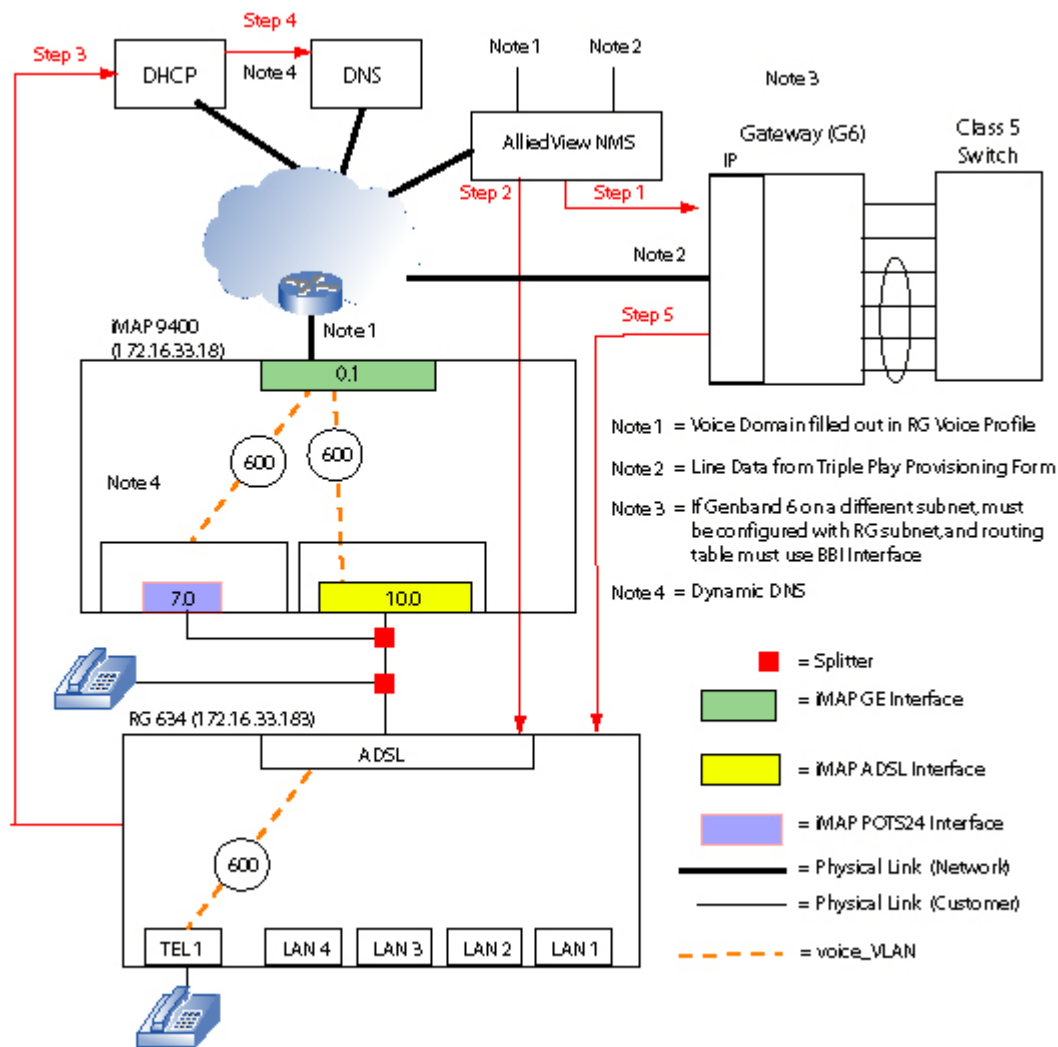 Step 3
DHCP
Step 4
Note 4
DNS
Note 1
Note 2
AlliedView NMS
Step 2
Step 1
Note 3
Gateway (G6)
IP
Class 5
Switch
Note 2
Step 5
iMAP 9400
(172.16.33.18)
Note 1
0.1
600
600
Note 4
7.0
10.0
Note 1 = Voice Domain filled out in RG Voice Profile
Note 2 = Line Data from Triple Play Provisioning Form
Note 3 = If Genband 6 on a different subnet, must
be configured with RG subnet, and routing
table must use BBI Interface
Note 4 = Dynamic DNS
= Splitter
= iMAP GE Interface
= iMAP ADSL Interface
= iMAP POTS24 Interface
= Physical Link (Network)
= Physical Link (Customer)
= voice_VLAN
RG 634 (172.16.33.183)
ADSL
600
TEL 1
LAN 4
LAN 3
LAN 2
LAN 1